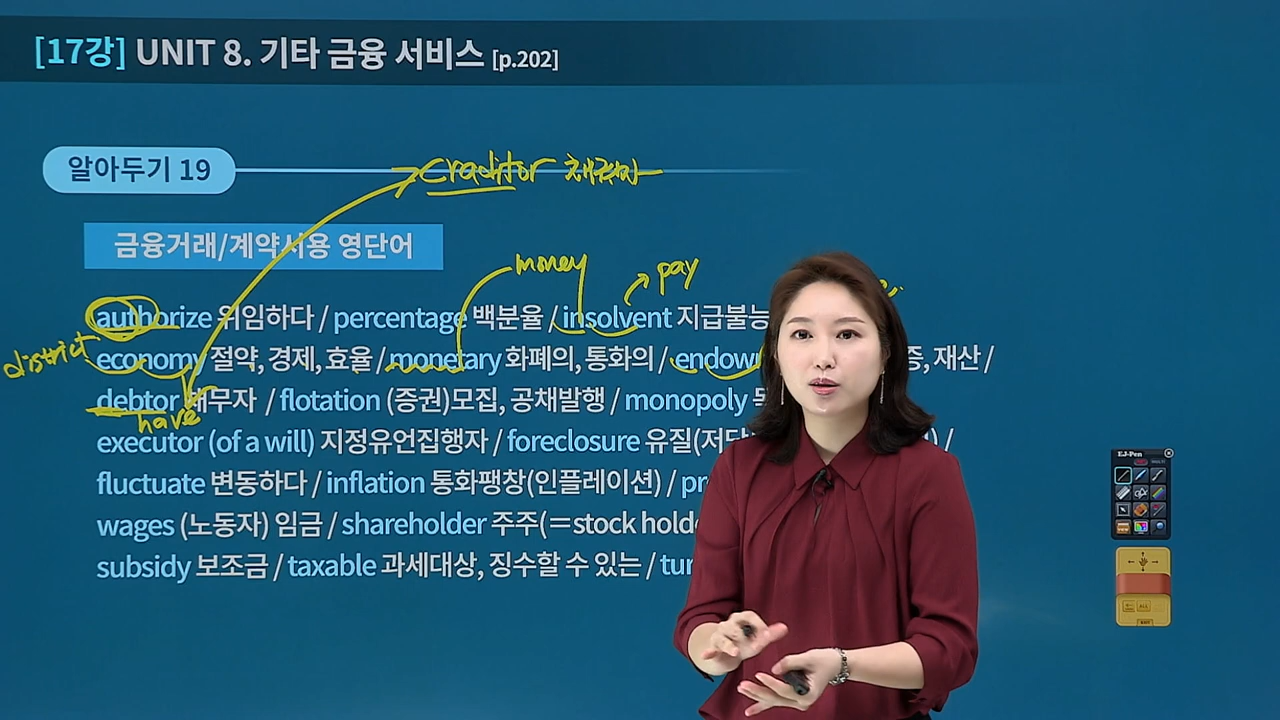 [17강] UNIT 8. 기타 금융 서비스 [p.202]
알아두기 19
creditor 채권자
금융거래/계약시용 영단어
money
pay
authorize 위임하다 / percentage 백분율 / insolvent 지급불능
district
economy 절약, 경제, 효율 / monetary 화폐의, 통화의 / 증, 재산 /
debtor 채무자 / flotation (증권)모집, 공채발행 / monopoly
have
executor (of a will) 지정유언집행자 / foreclosure 유질(저당 /
fluctuate 변동하다 / inflation 통화팽창(인플레이션) / pr
wages (노동자) 임금 / shareholder 주주(=stock hold
subsidy 보조금 / taxable 과세대상, 징수할 수 있는 / tur
EJ-Pen